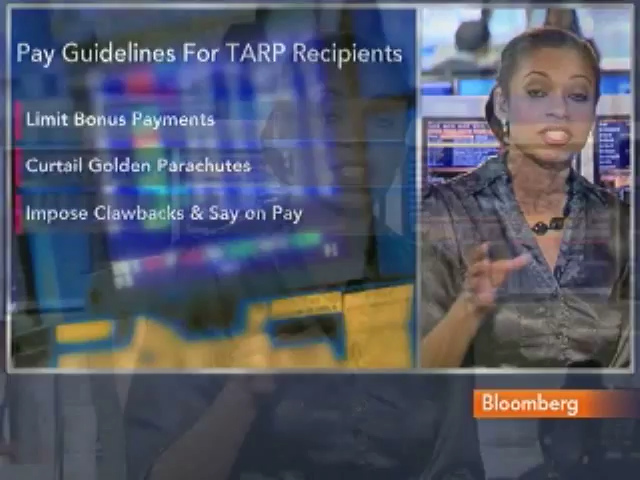 Pay Guidelines For TARP Recipients
Limit Bonus Payments
Curtail Golden Parachutes
Impose Clawbacks & Say on Pay
Bloomberg